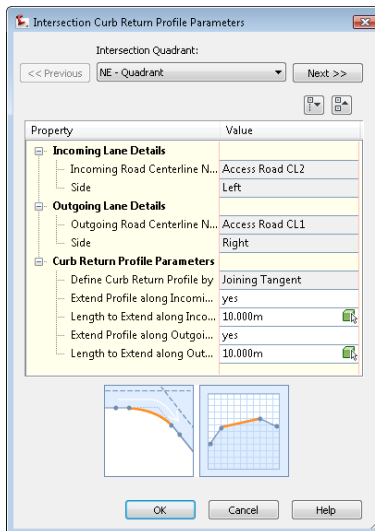 Intersection Curb Return Profile Parameters
Intersection Quadrant:
<< Previous
NE - Quadrant
Next >>
Property Value
Incoming Lane Details
Incoming Road Centerline N... Access Road CL2
Side Left
Outgoing Lane Details
Outgoing Road Centerline N... Access Road CL1
Side Right
Curb Return Profile Parameters
Define Curb Return Profile by Joining Tangent
Extend Profile along Incomi... yes
Length to Extend along Inco... 10.000m
Extend Profile along Outgoi... yes
Length to Extend along Out... 10.000m
OK Cancel Help